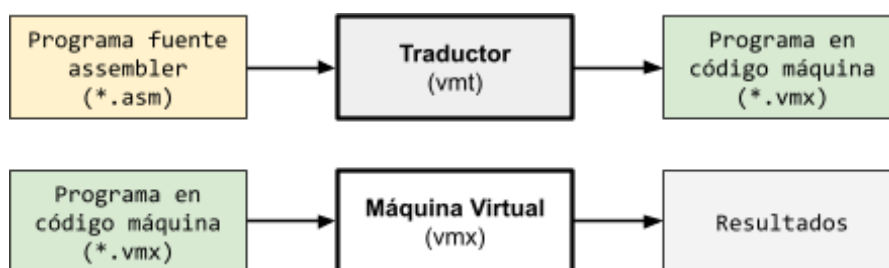 Programa fuente
assembler
(*.asm)
Traductor
(vmt)
Programa en
código máquina
(*.vmx)
Programa en
código máquina
(*.vmx)
Máquina Virtual
(vmx)
Resultados